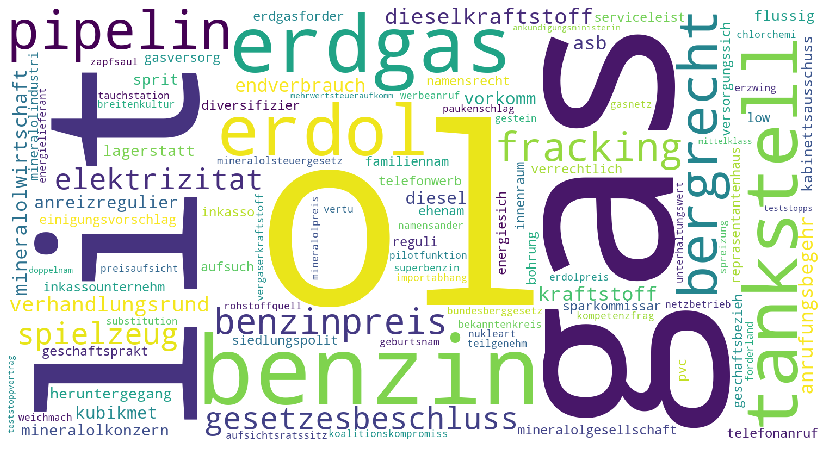 pipelin
erdgasforder
dieselkraftstoff
serviceleist
flussig
ankundigungsministerin
chlorchemi
zapfsaul
gasversorg
erdgas
asb
tankstell
versorgungssich
kabinettsausschuss
mineralolindustri
energielieferant
mineralolwirtschaft
sprit
endverbrauch
namensrecht
tauchstation
breitenkultur
mehrwertsteueraufkomm
werbeanruf
vorkomm
gasnetz
erzwing
diversifizier
paukenschlag
gestein
low
lit
erdol
ol
gas
bergrecht
fracking
mittelklass
lagerstatt
mineralolsteuergesetz
familiennam
verrechtlich
reprasentantenhaus
elektrizitat
telefonwerb
innenraum
unterhaltungswert
anreizregulier
inkasso
vertu
diesel
ehenam
energiesich
teststopps
einigungsvorschlag
vergaserkraftstoff
mineralolpreis
namensander
reguli
bohrung
spreizung
doppelnam
preisaufsicht
aufsuch
pilotfunktion
superbenzin
erdolpreis
inkassounternehm
importabhang
kraftstoff
anrufungsbegehr
verhandlungsrund
rohstoffquell
bundesberggesetz
sparkommissar
netzbetrieb
substitution
benzinpreis
bekanntenkreis
kompetenzfrag
spielzeug
siedlungspolit
geburtsnam
nukleart
teilgenehm
geschaftsprakt
benzin
pvc
geschaftsbezieh
forderland
teststoppvertrag
heruntergegang
weichmach
kubikmet
gesetzesbeschluss
mineralolkonzern
aufsichtsratssitz
koalitionskompromiss
mineralolgesellschaft
telefonanruf